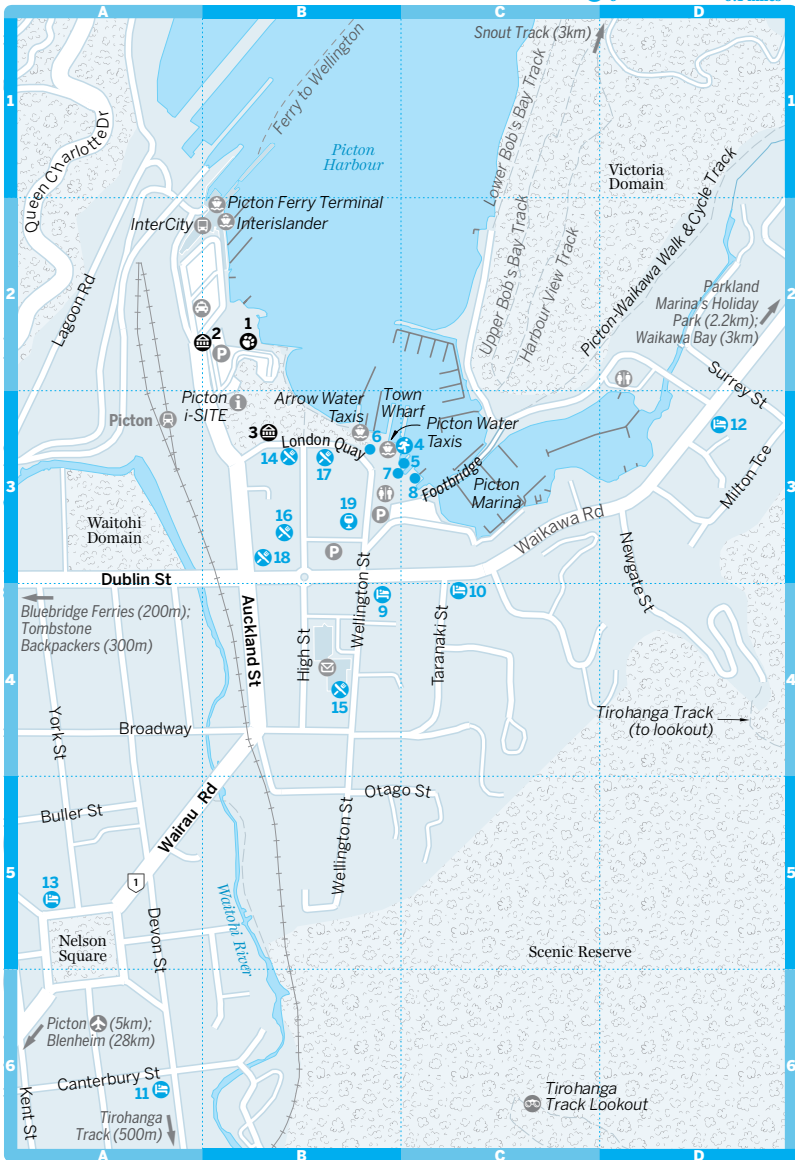 A
B
C
D
1
2
3
4
5
6
1
2
3
4
5
6
Snout Track (3km)
Ferry to Wellington
Queen Charlotte Dr
Picton
Harbour
Lower Bob's Bay Track
Victoria
Domain
Picton Ferry Terminal
InterCity
Interislander
Upper Bob's Bay Track
Harbour View Track
Picton-Waikawa Walk & Cycle Track
Lagoon Rd
Parkland
Marina's Holiday
Park (2.2km);
Waikawa Bay (3km)
2
1
P
Surrey St
Picton
i-SITE
Picton
Arrow Water
Taxis
Town
Wharf
Picton Water
Taxis
12
3
London Quay
6
4
5
7
8
14
17
Footbridge
Picton
Marina
Milton Tce
16
19
P
18
P
Waitohi
Domain
Waikawa Rd
Newgate St
Dublin St
Bluebridge Ferries (200m);
Tombstone
Backpackers (300m)
Auckland St
High St
Wellington St
9
10
Taranaki St
15
York St
Broadway
Tirohanga Track
(to lookout)
Otago St
Buller St
Wairau Rd
Wellington St
13
1
Waitohi River
Devon St
Nelson
Square
Scenic Reserve
Picton (5km);
Blenheim (28km)
Canterbury St
11
Kent St
Tirohanga
Track (500m)
Tirohanga
Track Lookout
A
B
C
D